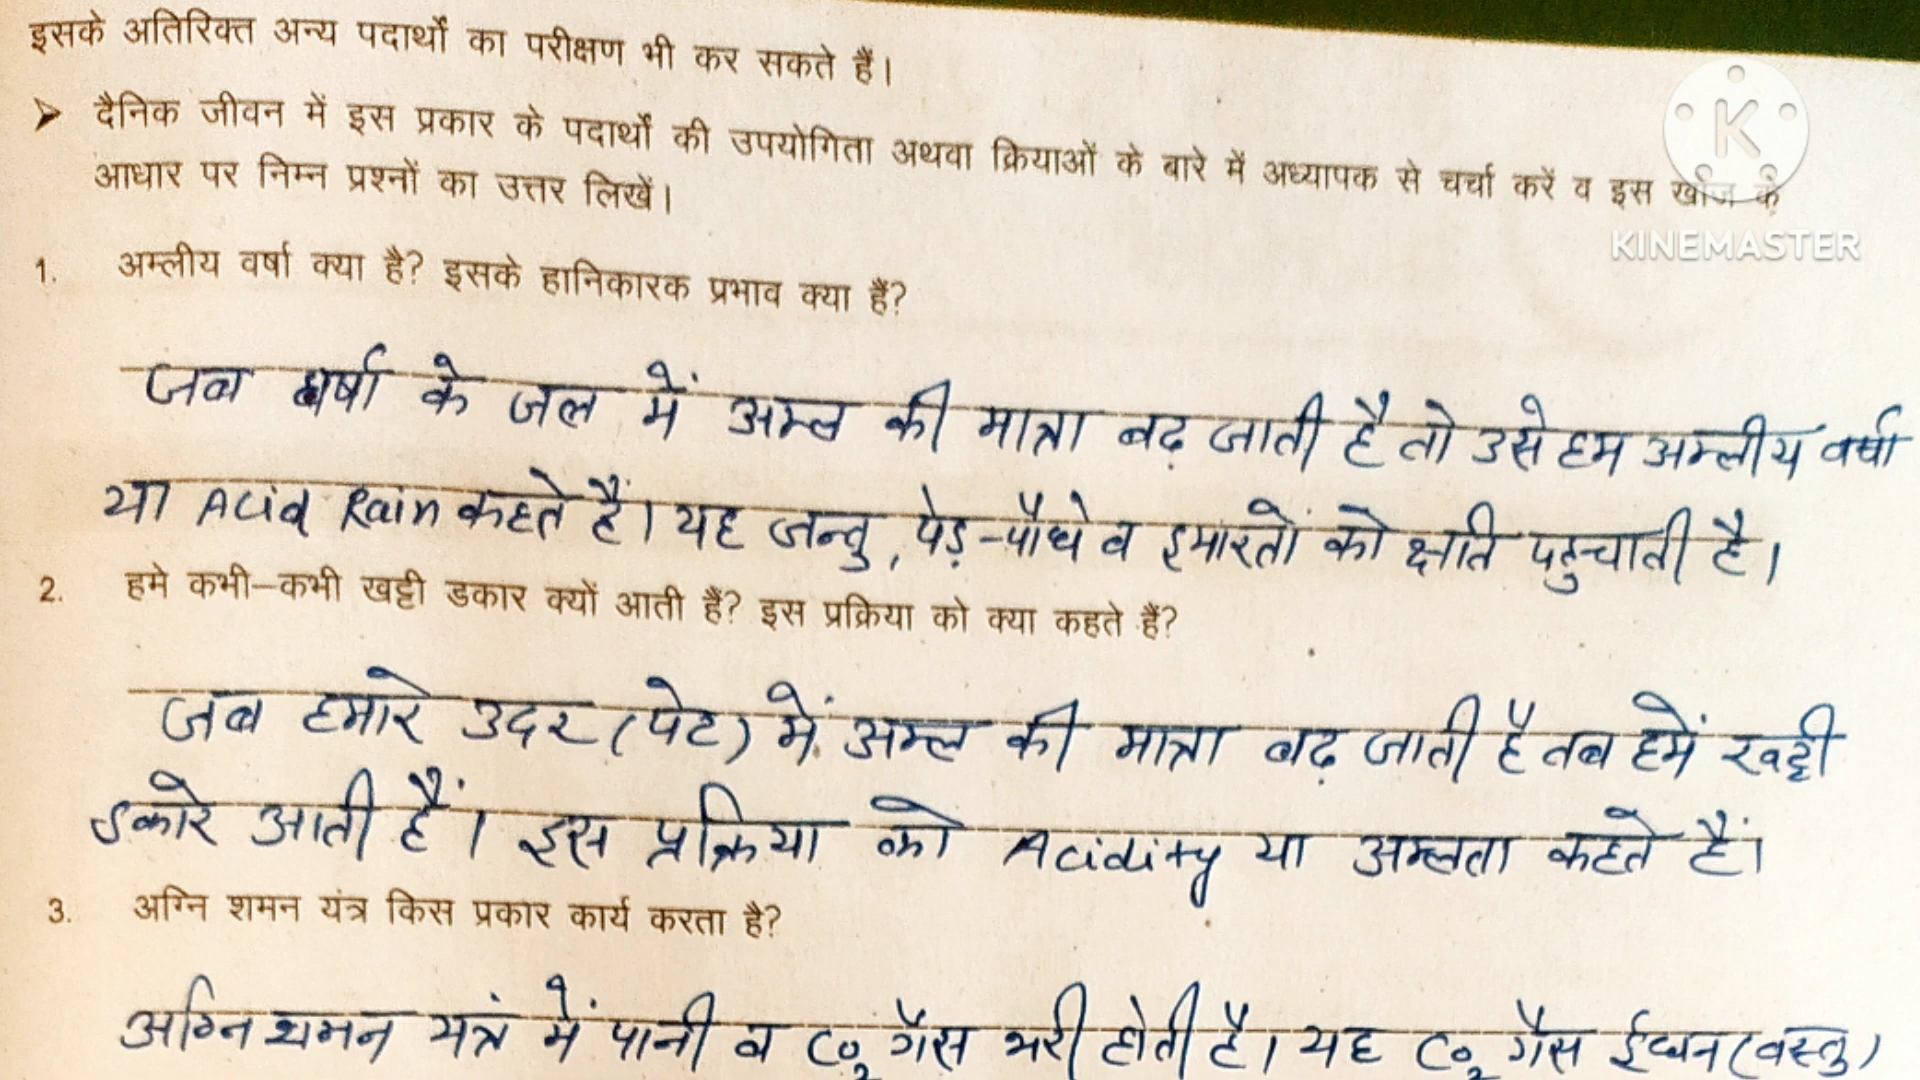 इसके अतिरिक्त अन्य पदार्थों का परीक्षण भी कर सकते हैं।
➤ दैनिक जीवन में इस प्रकार के पदार्थों की उपयोगिता अथवा क्रियाओं के बारे में अध्यापक से चर्चा करें व इस खोज के
आधार पर निम्न प्रश्नों का उत्तर लिखें।
KINEMASTER
1. अम्लीय वर्षा क्या है? इसके हानिकारक प्रभाव क्या हैं?
जब वर्षा के जल में अम्ल की मात्रा बढ़ जाती है तो उसे हम अम्लीय वर्षा
या Acid Rain कहते हैं। यह जन्तु, पेड़-पौधे व इमारतों को क्षति पहुचाती है।
2. हमे कभी-कभी खट्टी डकार क्यों आती हैं? इस प्रक्रिया को क्या कहते हैं?
जब हमारे उदर (पेट) में अम्ल की मात्रा बढ़ जाती है तब हमें खट्टी
डकारे आती हैं। इस प्रक्रिया को Acidity या अम्लता कहते हैं।
3. अग्नि शमन यंत्र किस प्रकार कार्य करता है?
अग्नि शमन यंत्र में पानी व CO₂ गैस भरी होती है। यह CO₂ गैस ईंधन (वस्तु)